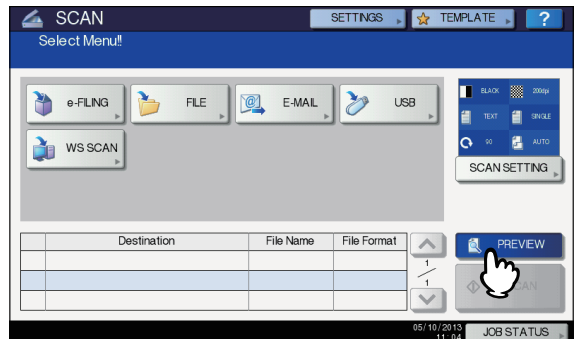 SCAN
SETTINGS
TEMPLATE
?
Select Menu!!
e-FILING
FILE
E-MAIL
USB
WS SCAN
BLACK
200dpi
TEXT
SINGLE
90
AUTO
SCAN SETTING
Destination
File Name
File Format
1
1
PREVIEW
05/10/2013
11:04
JOB STATUS